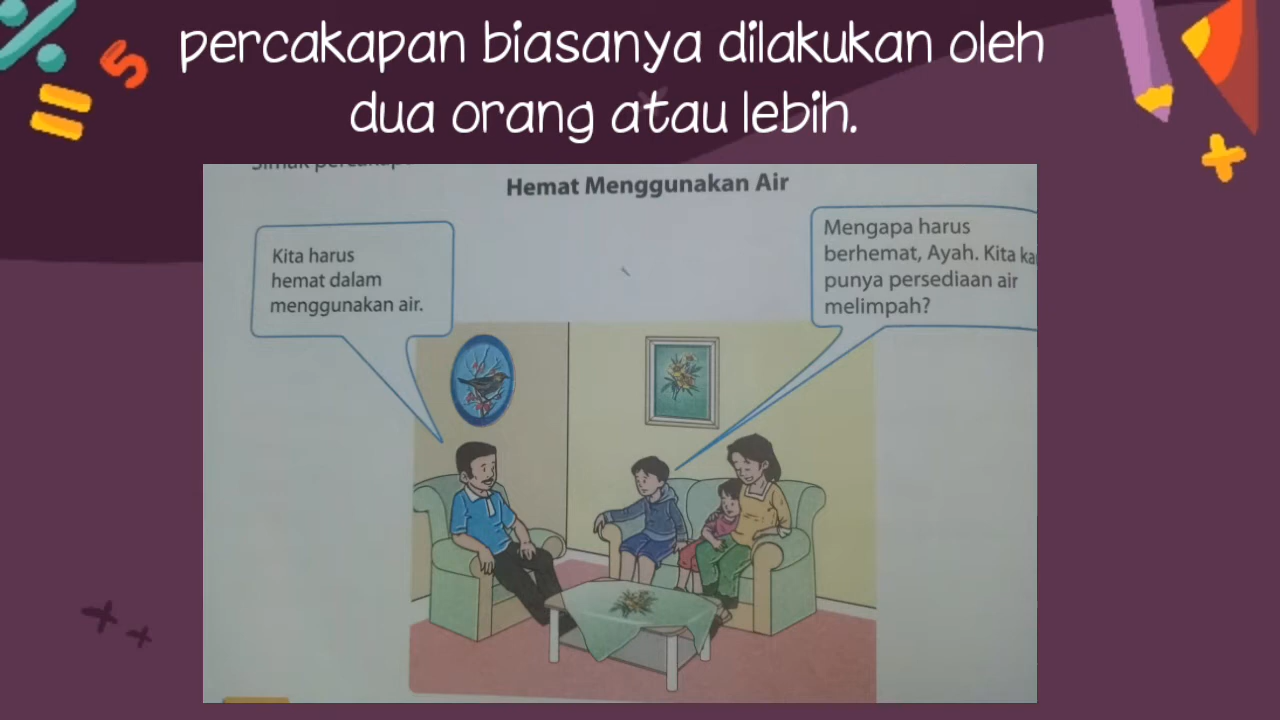 percakapan biasanya dilakukan oleh
dua orang atau lebih.
Hemat Menggunakan Air
Kita harus
hemat dalam
menggunakan air.
Mengapa harus
berhemat, Ayah. Kita
punya persediaan air
melimpah?